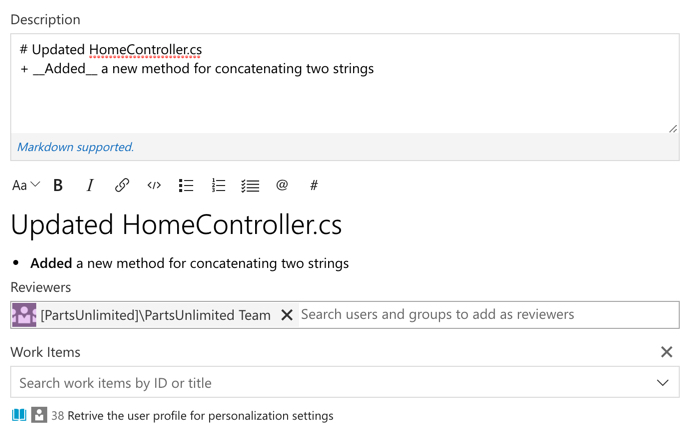 Description
# Updated HomeController.cs
+ __Added__ a new method for concatenating two strings
Markdown supported.
Aa B I </> @ #
Updated HomeController.cs
• Added a new method for concatenating two strings
Reviewers
[PartsUnlimited]\PartsUnlimited Team Search users and groups to add as reviewers
Work Items
Search work items by ID or title
38 Retrive the user profile for personalization settings